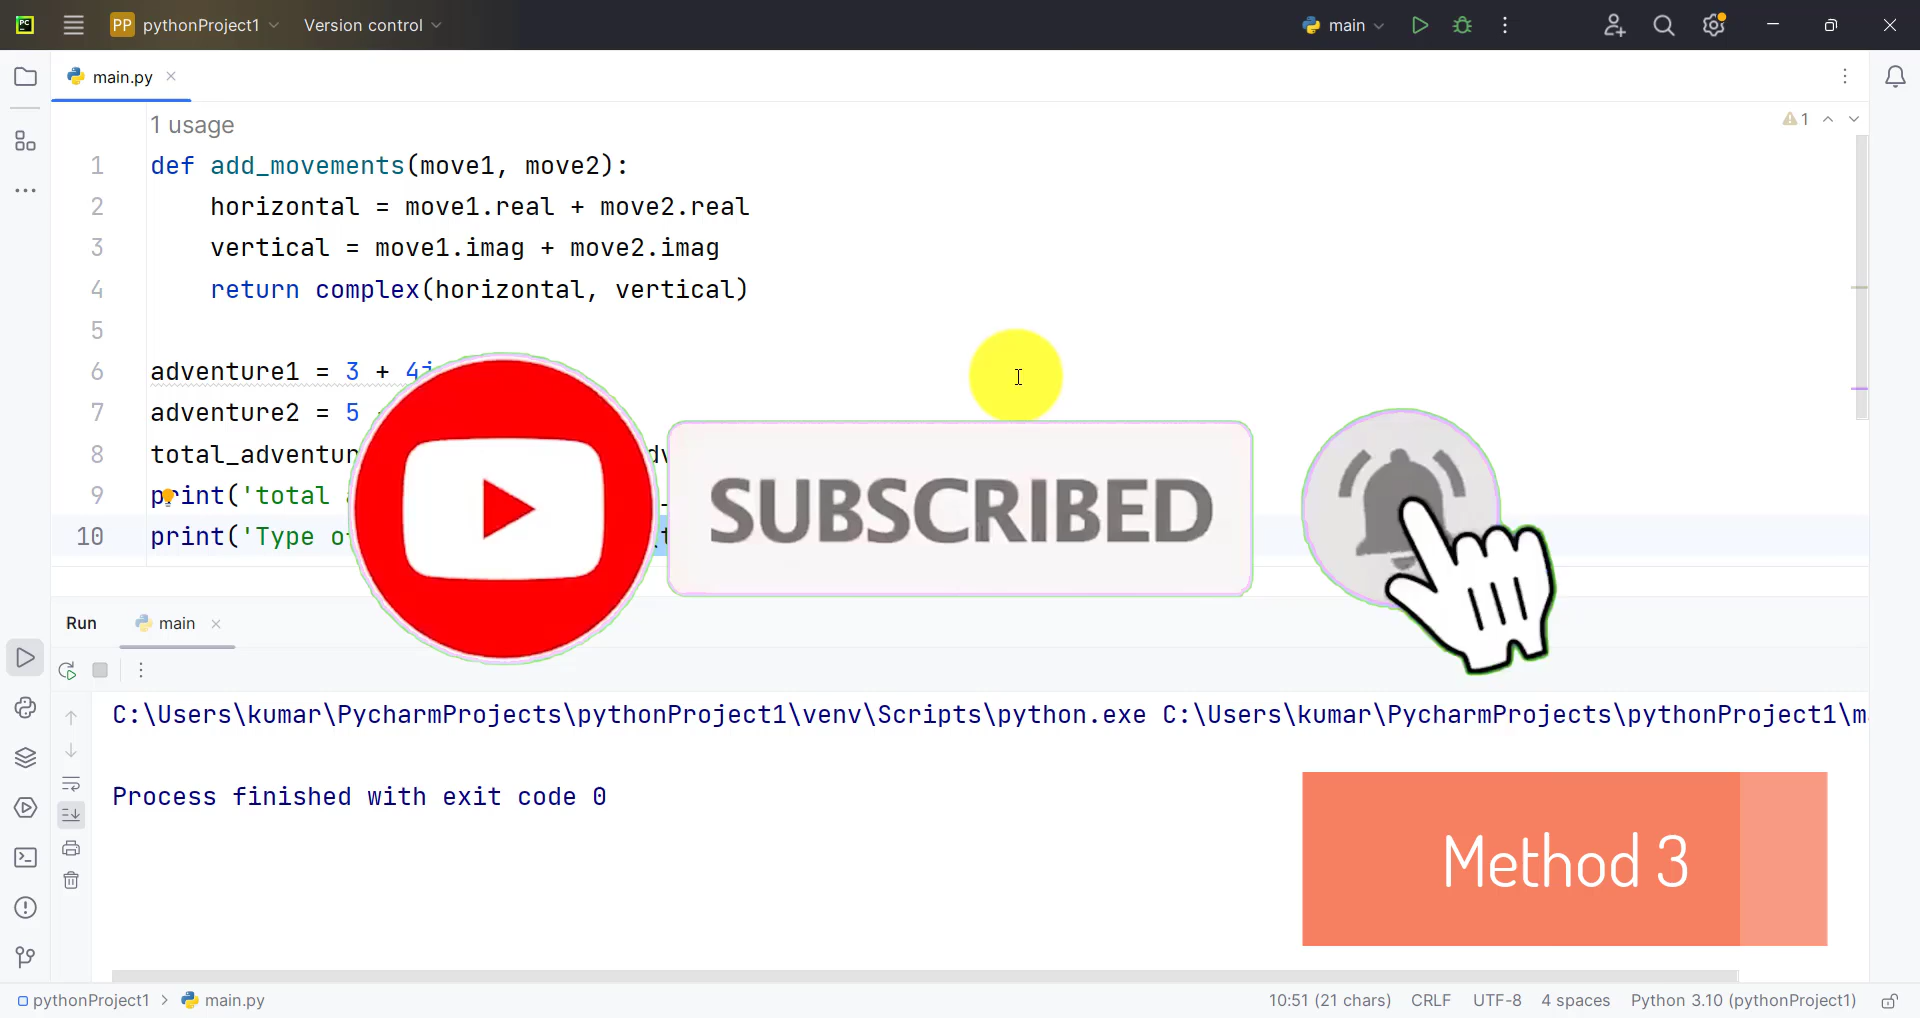 PC PP pythonProject1 Version control main
main.py
1 usage
1
1 def add_movements(move1, move2):
2 horizontal = move1.real + move2.real
3 vertical = move1.imag + move2.imag
4 return complex(horizontal, vertical)
5
6 adventure1 = 3 + 4j
7 adventure2 = 5
8 total_adventur
9 print('total
10 print('Type o
SUBSCRIBED
Run main
C:\Users\kumar\PycharmProjects\pythonProject1\venv\Scripts\python.exe C:\Users\kumar\PycharmProjects\pythonProject1\m
Process finished with exit code 0
Method 3
pythonProject1 > main.py 10:51 (21 chars) CRLF UTF-8 4 spaces Python 3.10 (pythonProject1)